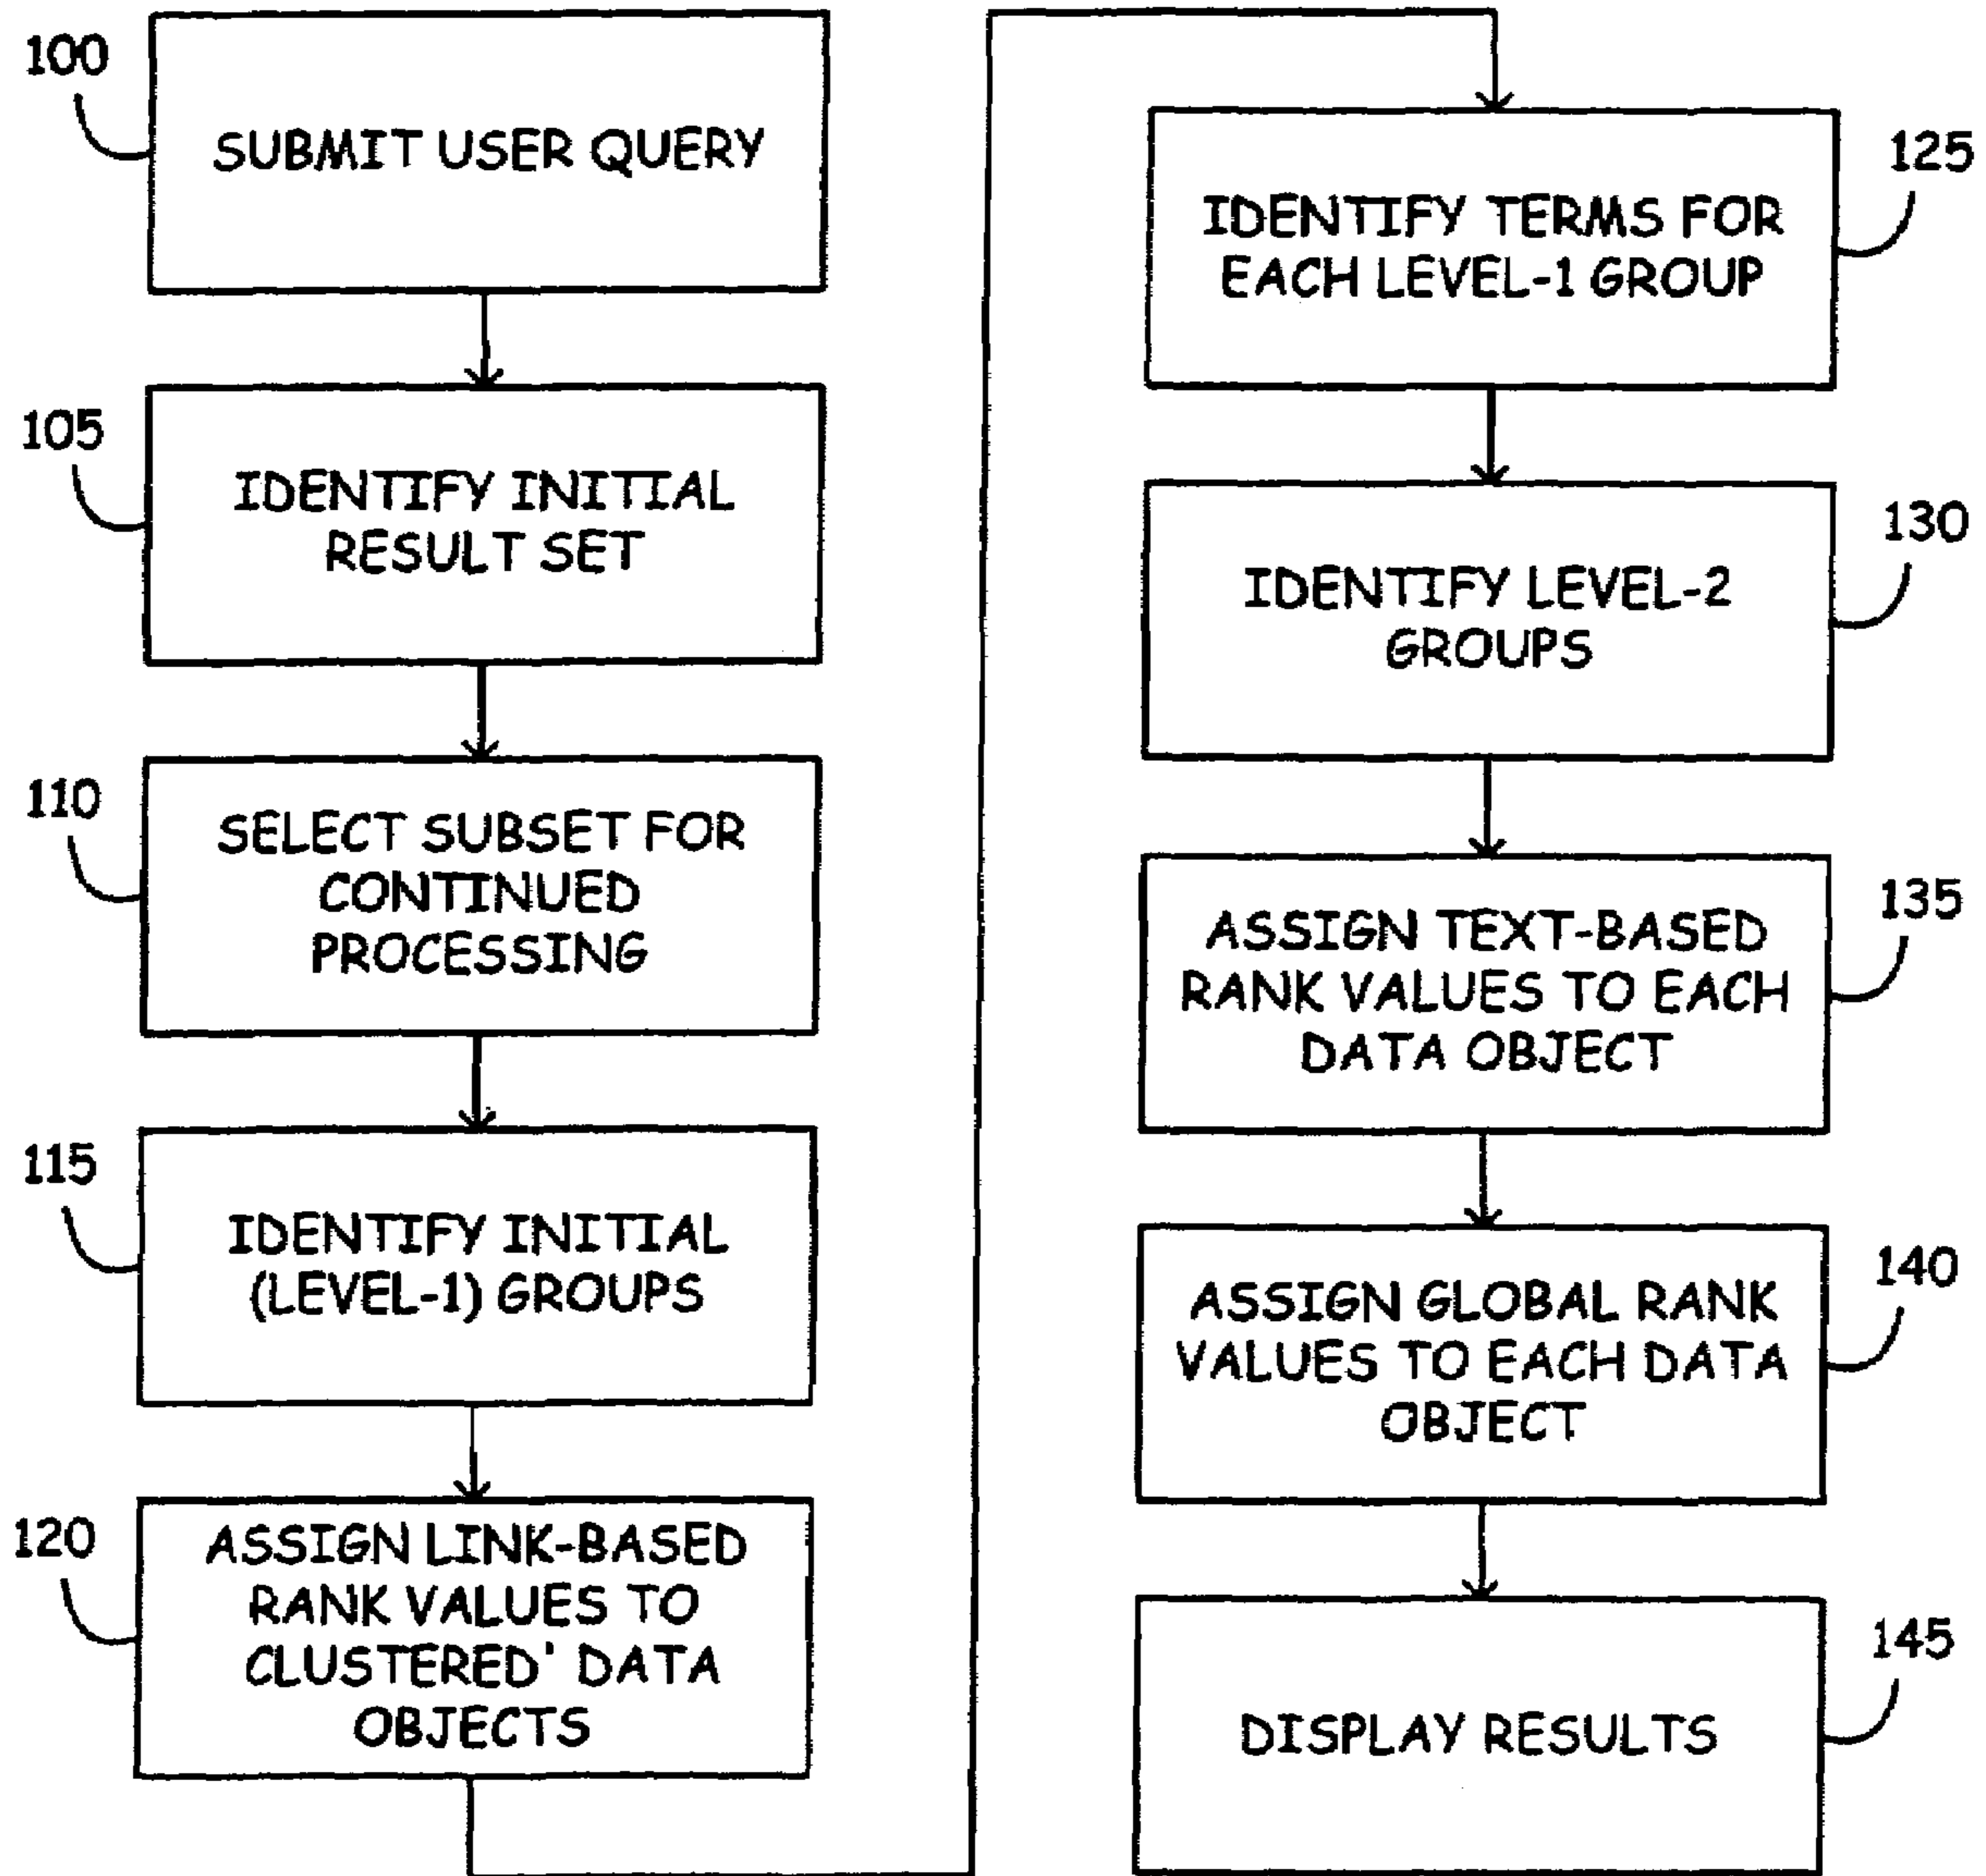 100
SUBMIT USER QUERY
105
IDENTIFY INITIAL
RESULT SET
110
SELECT SUBSET FOR
CONTINUED
PROCESSING
115
IDENTIFY INITIAL
(LEVEL-1) GROUPS
120
ASSIGN LINK-BASED
RANK VALUES TO
CLUSTERED' DATA
OBJECTS
125
IDENTIFY TERMS FOR
EACH LEVEL-1 GROUP
130
IDENTIFY LEVEL-2
GROUPS
135
ASSIGN TEXT-BASED
RANK VALUES TO EACH
DATA OBJECT
140
ASSIGN GLOBAL RANK
VALUES TO EACH DATA
OBJECT
145
DISPLAY RESULTS